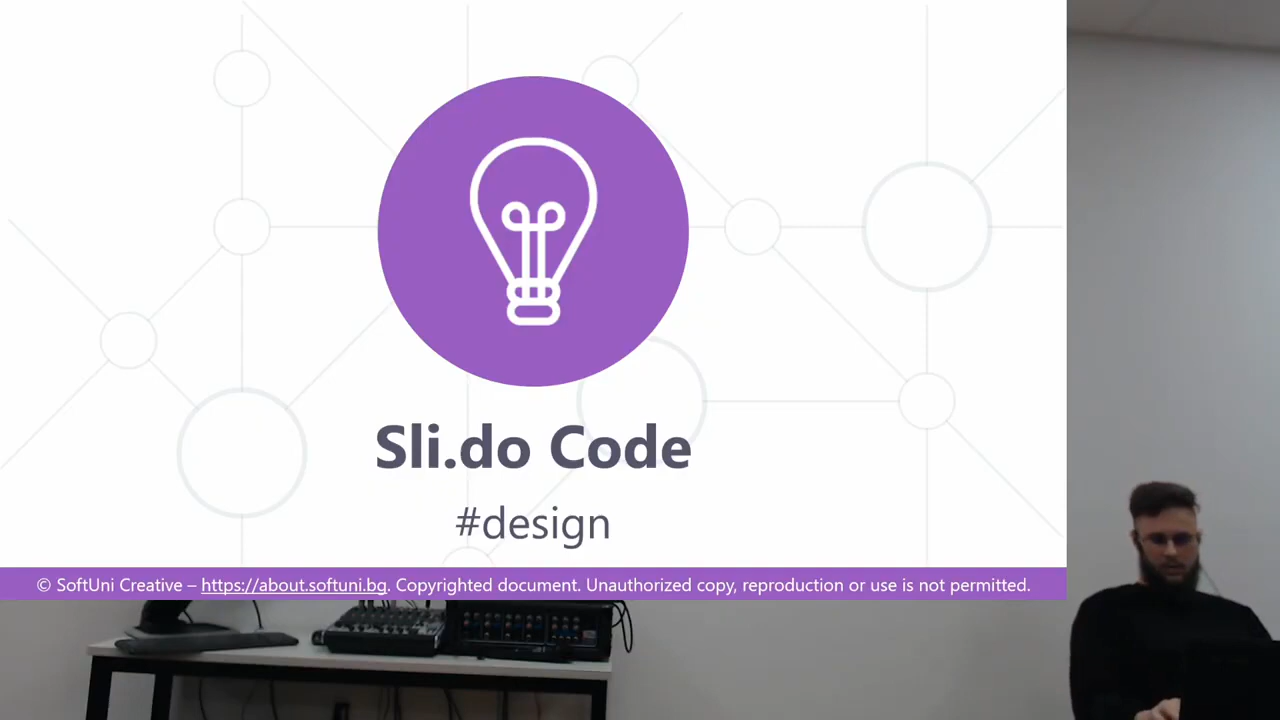 Sli.do Code
#design
© SoftUni Creative – https://about.softuni.bg. Copyrighted document. Unauthorized copy, reproduction or use is not permitted.